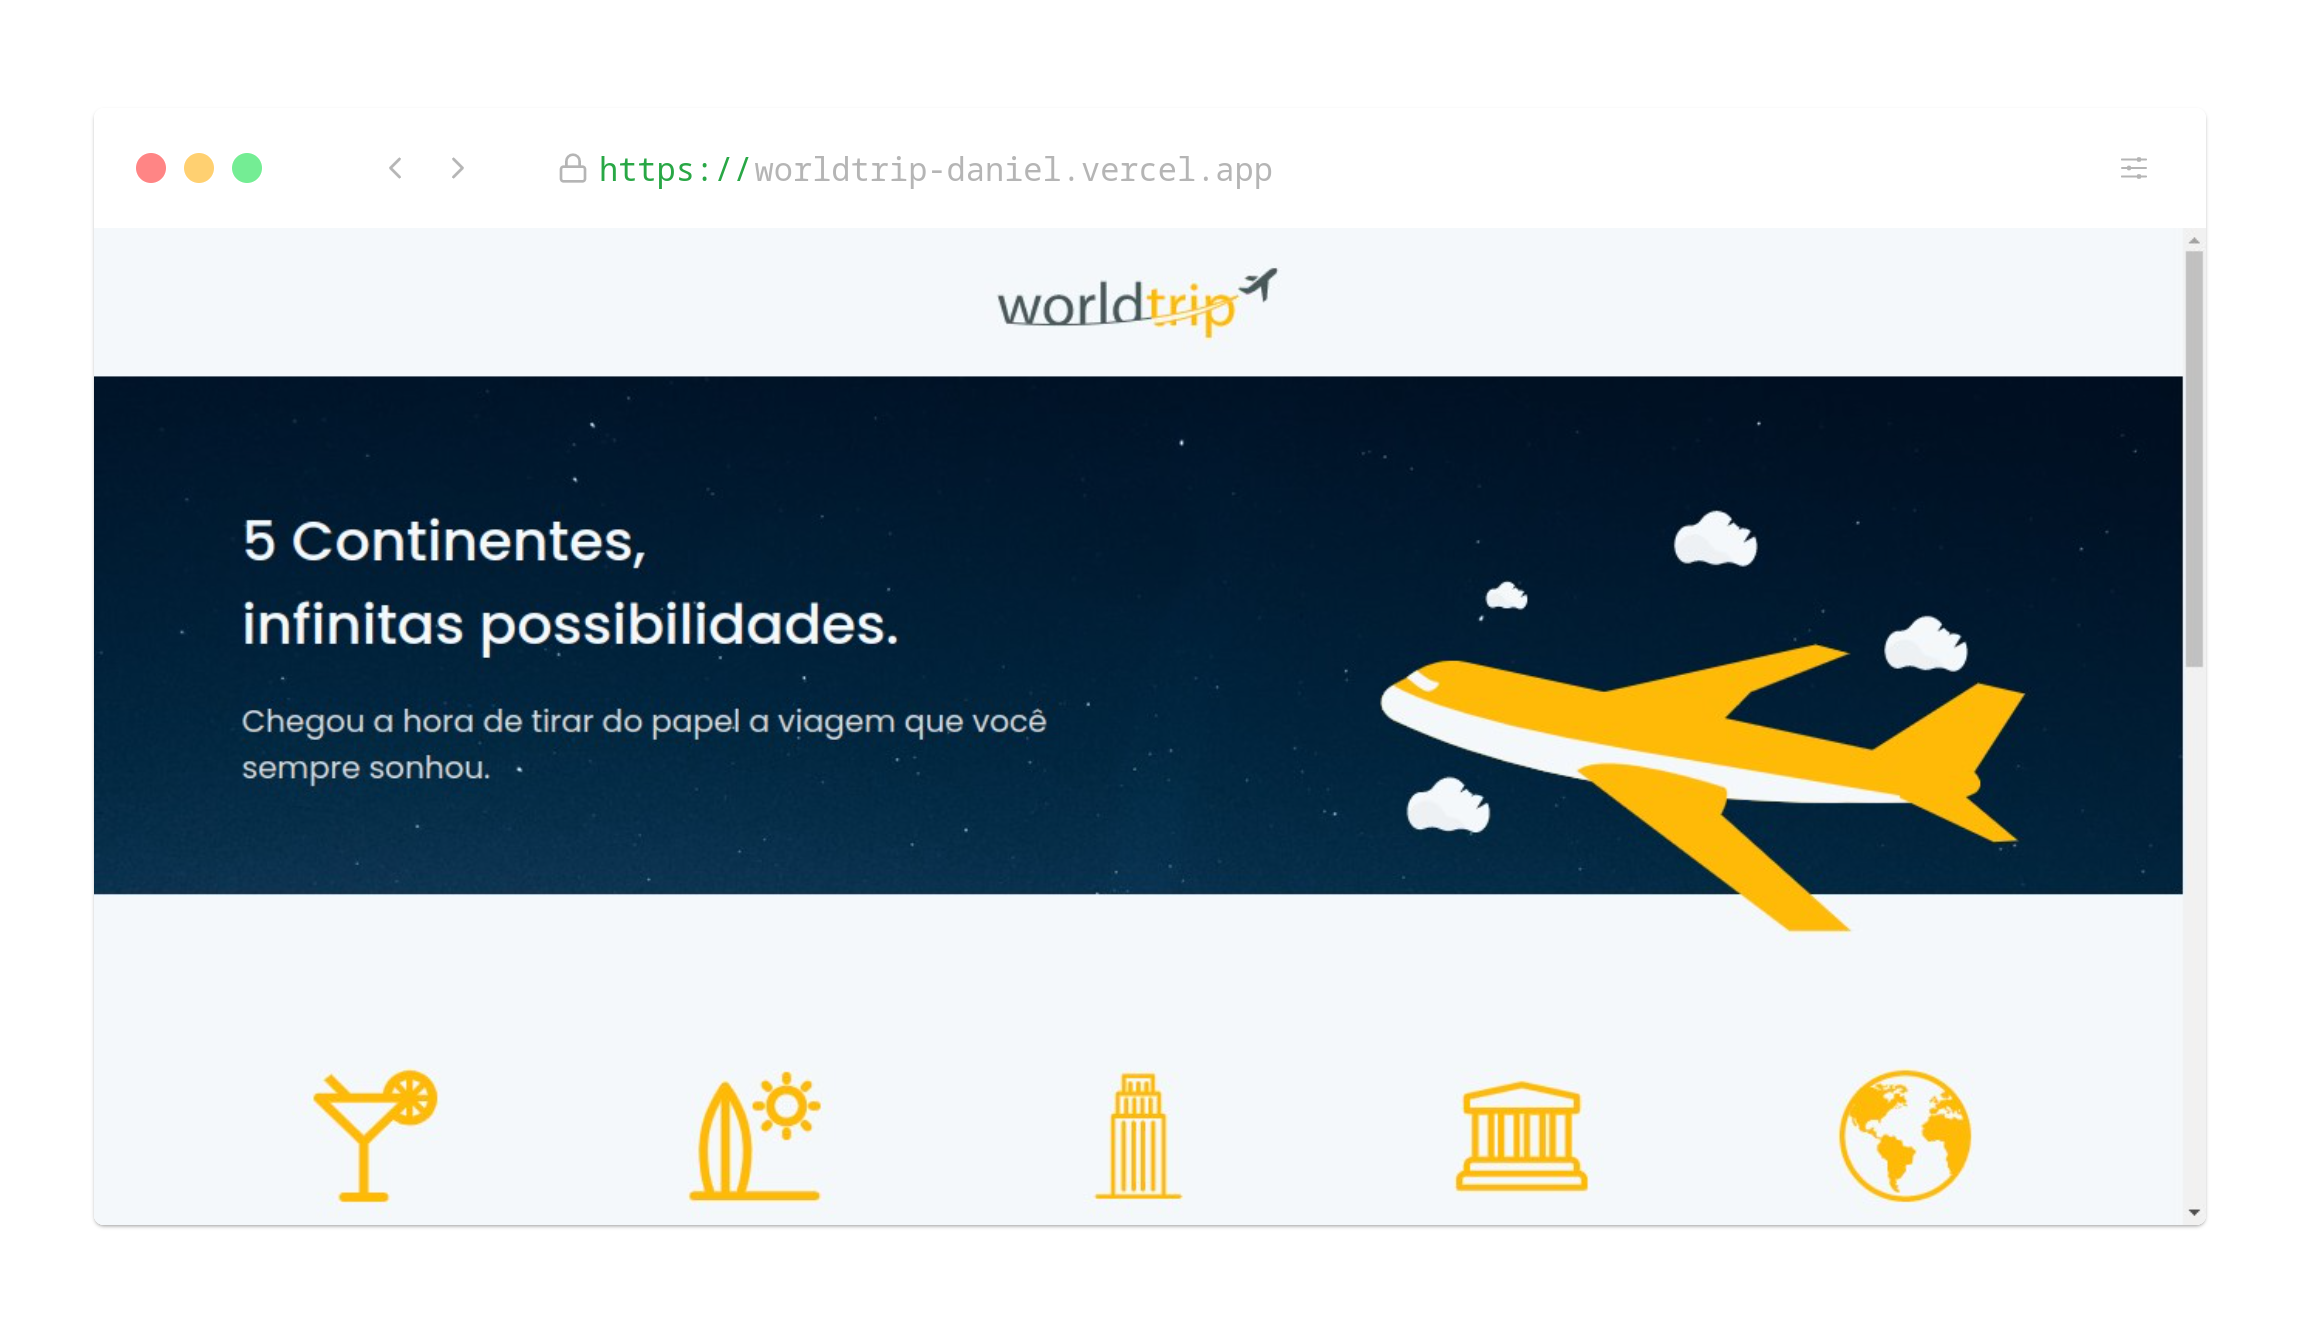 https://worldtrip-daniel.vercel.app
worldtrip
5 Continentes,
infinitas possibilidades.
Chegou a hora de tirar do papel a viagem que você
sempre sonhou.